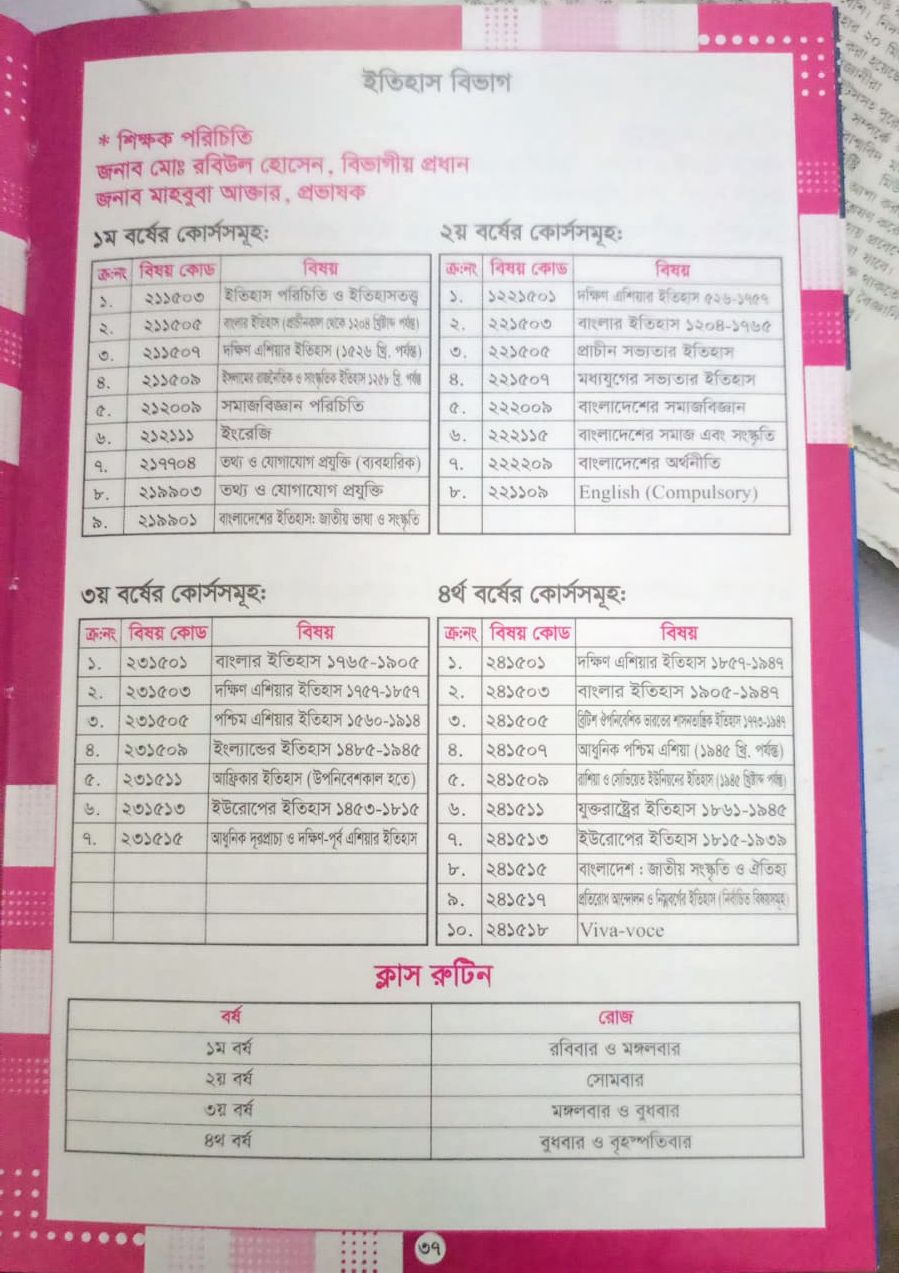 ইতিহাস বিভাগ
* শিক্ষক পরিচিতি
জনাব মোঃ রবিউল হোসেন, বিভাগীয় প্রধান
জনাব মাহবুবা আক্তার, প্রভাষক
১ম বর্ষের কোর্সসমূহ:
ক্র:নং বিষয় কোড বিষয়
১. ২১১৫০৩ ইতিহাস পরিচিতি ও ইতিহাসতত্ত্ব
২. ২১১৫০৫ বাংলার ইতিহাস (প্রাচীনকাল থেকে ১২০৪ খ্রিষ্টাব্দ পর্যন্ত)
৩. ২১১৫০৭ দক্ষিণ এশিয়ার ইতিহাস (১৫২৬ খ্রি. পর্যন্ত)
৪. ২১১৫০৯ ইসলামের রাজনৈতিক ও সাংস্কৃতিক ইতিহাস ১২৫৮ খ্রি. পর্যন্ত
৫. ২১২০০৯ সমাজবিজ্ঞান পরিচিতি
৬. ২১২১১১ ইংরেজি
৭. ২১৭৭০৪ তথ্য ও যোগাযোগ প্রযুক্তি (ব্যবহারিক)
৮. ২১৯৯০৩ তথ্য ও যোগাযোগ প্রযুক্তি
৯. ২১৯৯০১ বাংলাদেশের ইতিহাস: জাতীয় ভাষা ও সংস্কৃতি
২য় বর্ষের কোর্সসমূহ:
ক্র:নং বিষয় কোড বিষয়
১. ১২২১৫০১ দক্ষিণ এশিয়ার ইতিহাস ৫২৬-১৭৫৭
২. ২২১৫০৩ বাংলার ইতিহাস ১২০৪-১৭৬৫
৩. ২২১৫০৫ প্রাচীন সভ্যতার ইতিহাস
৪. ২২১৫০৭ মধ্যযুগের সভ্যতার ইতিহাস
৫. ২২২০০৯ বাংলাদেশের সমাজবিজ্ঞান
৬. ২২২১১৫ বাংলাদেশের সমাজ এবং সংস্কৃতি
৭. ২২২২০৯ বাংলাদেশের অর্থনীতি
৮. ২২১১০৯ English (Compulsory)
৩য় বর্ষের কোর্সসমূহ:
ক্র:নং বিষয় কোড বিষয়
১. ২৩১৫০১ বাংলার ইতিহাস ১৭৬৫-১৯০৫
২. ২৩১৫০৩ দক্ষিণ এশিয়ার ইতিহাস ১৭৫৭-১৮৫৭
৩. ২৩১৫০৫ পশ্চিম এশিয়ার ইতিহাস ১৫৬০-১৯১৪
৪. ২৩১৫০৯ ইংল্যান্ডের ইতিহাস ১৪৮৫-১৯৪৫
৫. ২৩১৫১১ আফ্রিকার ইতিহাস (উপনিবেশকাল হতে)
৬. ২৩১৫১৩ ইউরোপের ইতিহাস ১৪৫৩-১৮১৫
৭. ২৩১৫১৫ আধুনিক দূরপ্রাচ্য ও দক্ষিণ-পূর্ব এশিয়ার ইতিহাস
৪র্থ বর্ষের কোর্সসমূহ:
ক্র:নং বিষয় কোড বিষয়
১. ২৪১৫০১ দক্ষিণ এশিয়ার ইতিহাস ১৮৫৭-১৯৪৭
২. ২৪১৫০৩ বাংলার ইতিহাস ১৯০৫-১৯৪৭
৩. ২৪১৫০৫ ব্রিটিশ ঔপনিবেশিক ভারতের শাসনতান্ত্রিক ইতিহাস ১৭৭৩-১৯৪৭
৪. ২৪১৫০৭ আধুনিক পশ্চিম এশিয়া (১৯৪৫ খ্রি. পর্যন্ত)
৫. ২৪১৫০৯ রাশিয়া ও সোভিয়েত ইউনিয়নের ইতিহাস (১৯৪৫ খ্রিষ্টাব্দ পর্যন্ত)
৬. ২৪১৫১১ যুক্তরাষ্ট্রের ইতিহাস ১৮৬১-১৯৪৫
৭. ২৪১৫১৩ ইউরোপের ইতিহাস ১৮১৫-১৯৩৯
৮. ২৪১৫১৫ বাংলাদেশ : জাতীয় সংস্কৃতি ও ঐতিহ্য
৯. ২৪১৫১৭ প্রতিরোধ আন্দোলন ও নিম্নবর্গের ইতিহাস (নির্বাচিত বিষয়সমূহ)
১০. ২৪১৫১৮ Viva-voce
ক্লাস রুটিন
বর্ষ রোজ
১ম বর্ষ রবিবার ও মঙ্গলবার
২য় বর্ষ সোমবার
৩য় বর্ষ মঙ্গলবার ও বুধবার
৪থ বর্ষ বুধবার ও বৃহস্পতিবার
৩৭